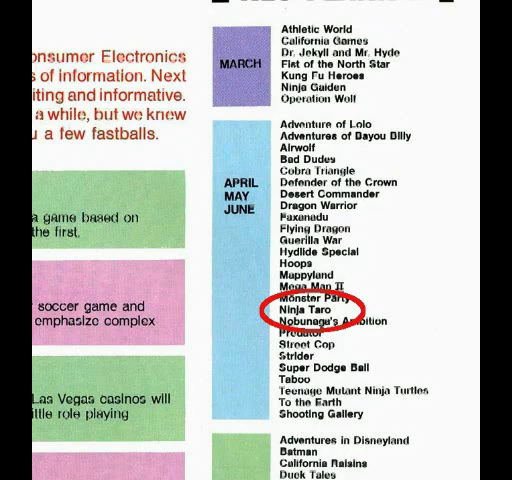 onsumer Electronics
s of information. Next
iting and informative.
a while, but we knew
u a few fastballs.
a game based on
the first.
soccer game and
emphasize complex
Las Vegas casinos will
ittle role playing
MARCH
Athletic World
California Games
Dr. Jekyll and Mr. Hyde
Fist of the North Star
Kung Fu Heroes
Ninja Gaiden
Operation Wolf
APRIL
MAY
JUNE
Adventure of Lolo
Adventures of Bayou Billy
Airwolf
Bad Dudes
Cobra Triangle
Defender of the Crown
Desert Commander
Dragon Warrior
Faxanadu
Flying Dragon
Guerilla War
Hydlide Special
Hoops
Mappyland
Mega Man II
Monster Party
Ninja Taro
Nobunaga's Ambition
Predator
Street Cop
Strider
Super Dodge Ball
Taboo
Teenage Mutant Ninja Turtles
To the Earth
Shooting Gallery
Adventures in Disneyland
Batman
California Raisins
Duck Tales